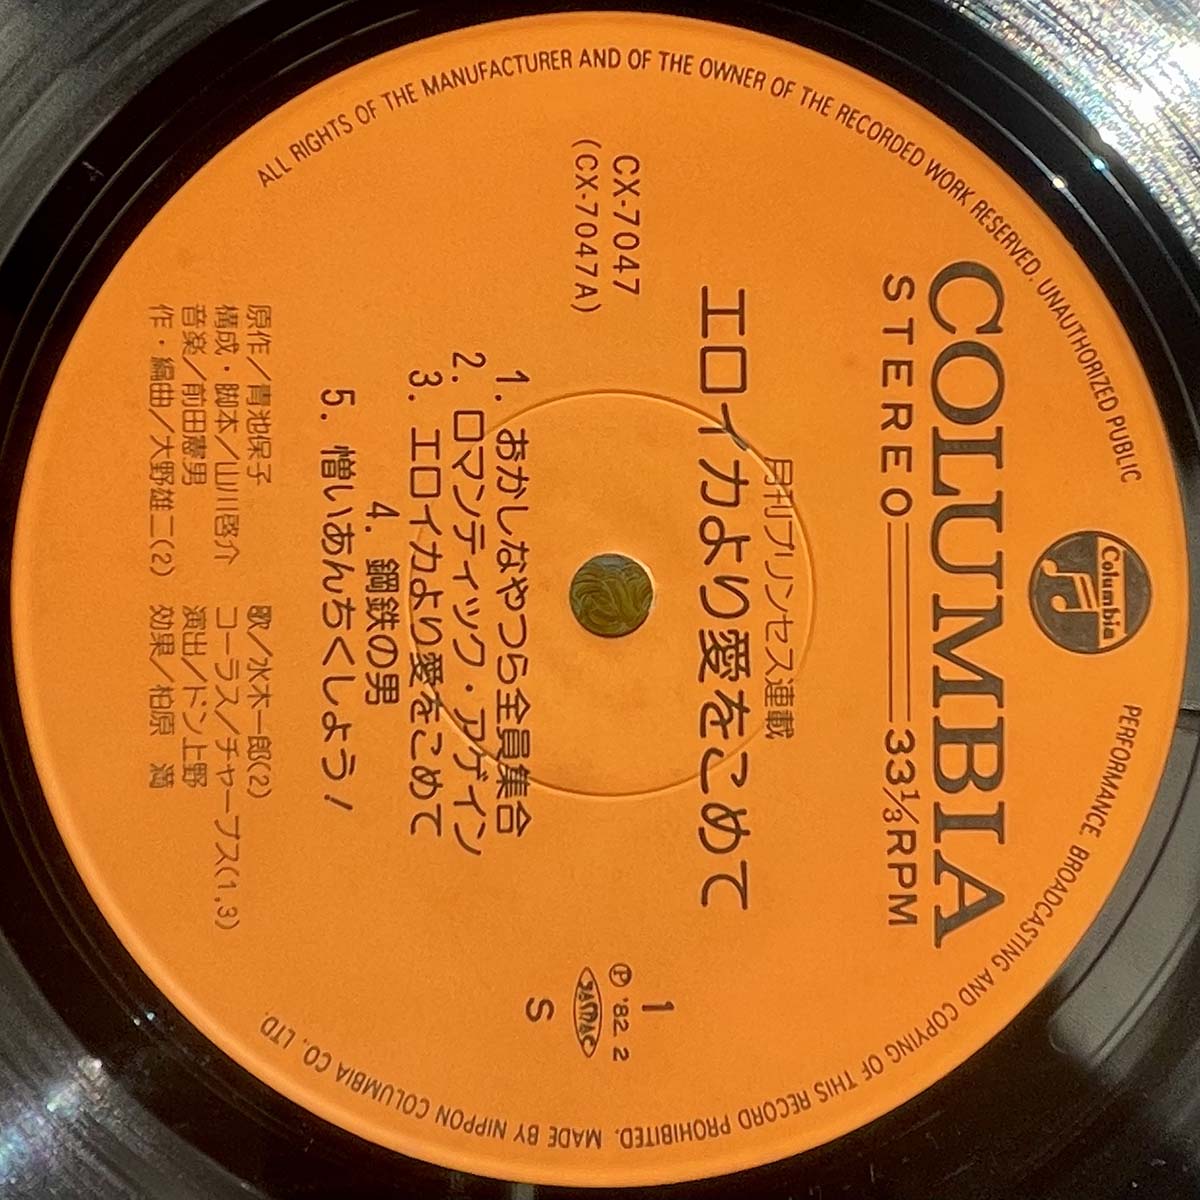 Columbia
COLUMBIA
STEREO 33 1/3 RPM
月刊プリンセス連載
エロイカより愛をこめて
CX-7047
(CX-7047A)
1
Ⓟ '82. 2
JASRAC
S
1. おかしなやつら全員集合
2. ロマンティック・アゲイン
3. エロイカより愛をこめて
4. 鋼鉄の男
5. 憎いあんちくしょう!
原作/青池保子
構成・脚本/山川啓介
音楽/前田憲男
作・編曲/大野雄二(2)
歌/水木一郎(2)
コーラス/チャープス(1,3)
演出/ドン上野
効果/柏原 満
ALL RIGHTS OF THE MANUFACTURER AND OF THE OWNER OF THE RECORDED WORK RESERVED. UNAUTHORIZED PUBLIC PERFORMANCE, BROADCASTING AND COPYING OF THIS RECORD PROHIBITED. MADE BY NIPPON COLUMBIA CO., LTD.